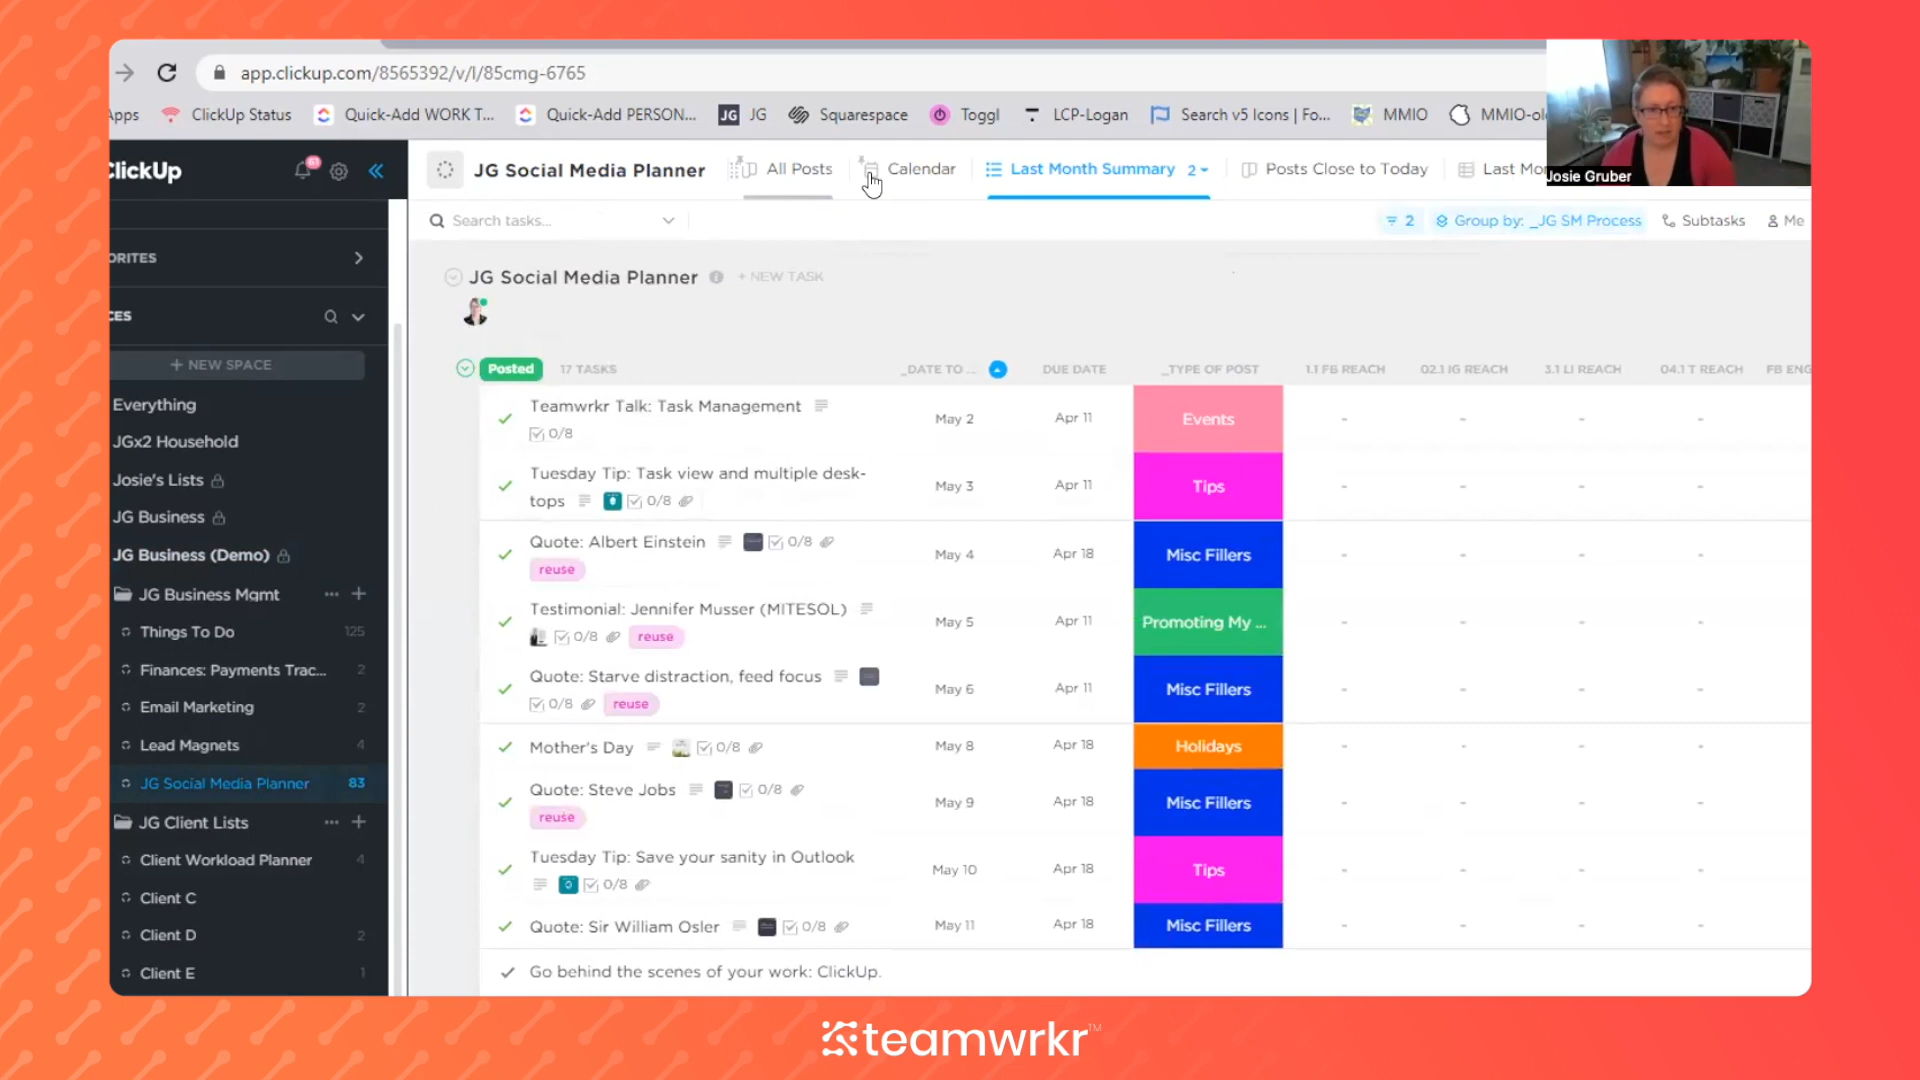 app.clickup.com/8565392/v/l/85cmg-6765
Apps ClickUp Status Quick-Add WORK T... Quick-Add PERSON... JG JG Squarespace Toggl LCP-Logan Search v5 Icons | Fo... MMIO MMIO-ol
Josie Gruber
ClickUp 63
JG Social Media Planner All Posts Calendar Last Month Summary 2 Posts Close to Today Last Mo
Search tasks... 2 Group by: _JG SM Process Subtasks Me
ORITES
CES
+ NEW SPACE
Everything
JGx2 Household
Josie's Lists
JG Business
JG Business (Demo)
JG Business Mgmt
Things To Do 125
Finances: Payments Trac... 2
Email Marketing 2
Lead Magnets 4
JG Social Media Planner 83
JG Client Lists
Client Workload Planner 4
Client C
Client D 2
Client E 1
JG Social Media Planner + NEW TASK
Posted 17 TASKS _DATE TO ... DUE DATE _TYPE OF POST 1.1 FB REACH 02.1 IG REACH 3.1 LI REACH 04.1 T REACH FB ENG
Teamwrkr Talk: Task Management
0/8 May 2 Apr 11 Events - - - -
Tuesday Tip: Task view and multiple desk-
tops 0/8 May 3 Apr 11 Tips - - - -
Quote: Albert Einstein 0/8 May 4 Apr 18 Misc Fillers - - - -
reuse
Testimonial: Jennifer Musser (MITESOL) May 5 Apr 11 Promoting My ... - - - -
0/8 reuse
Quote: Starve distraction, feed focus May 6 Apr 11 Misc Fillers - - - -
0/8 reuse
Mother's Day 0/8 May 8 Apr 18 Holidays - - - -
Quote: Steve Jobs 0/8 May 9 Apr 18 Misc Fillers - - - -
reuse
Tuesday Tip: Save your sanity in Outlook May 10 Apr 18 Tips - - - -
0/8
Quote: Sir William Osler 0/8 May 11 Apr 18 Misc Fillers - - - -
Go behind the scenes of your work: ClickUp.
teamwrkr™